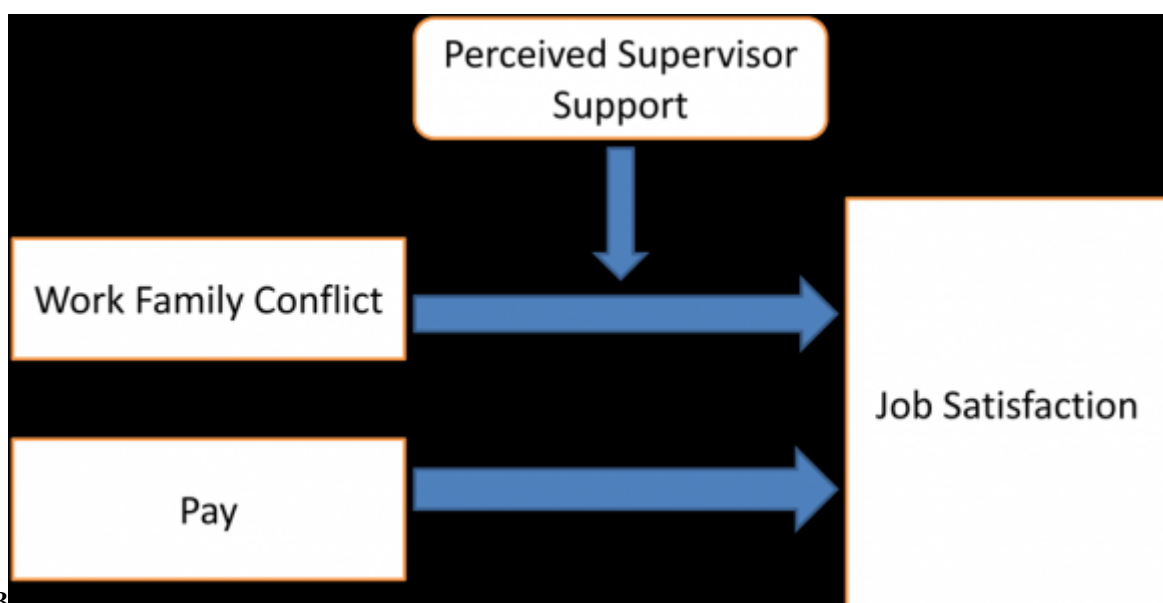 Perceived Supervisor
Support
Work Family Conflict
Job Satisfaction
Pay